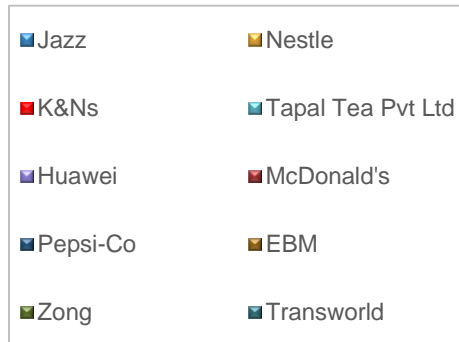 Jazz Nestle
K&Ns Tapal Tea Pvt Ltd
Huawei McDonald's
Pepsi-Co EBM
Zong Transworld